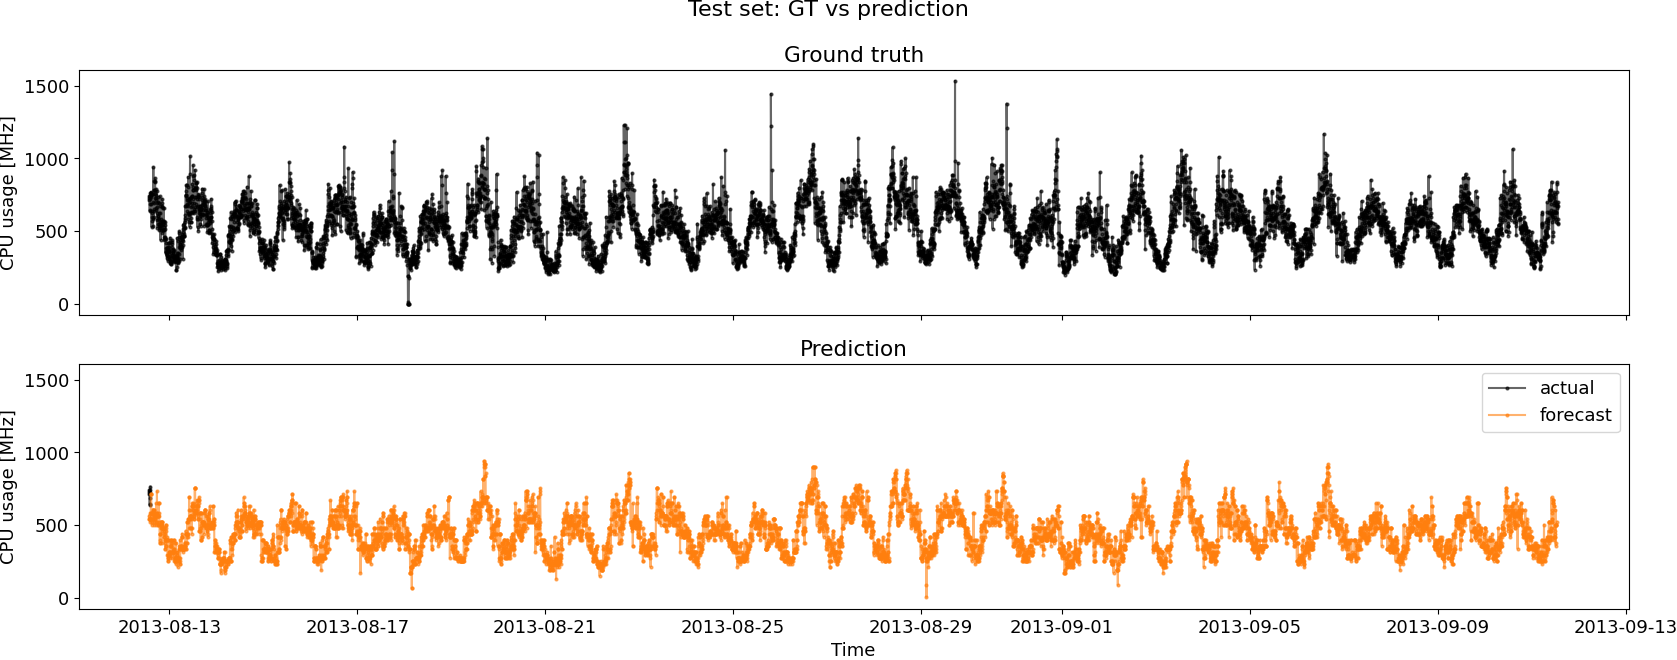 Test set: GT vs prediction
Ground truth
CPU usage [MHz]
1500
1000
500
0
Prediction
CPU usage [MHz]
1500
1000
500
0
actual
forecast
2013-08-13 2013-08-17 2013-08-21 2013-08-25 2013-08-29 2013-09-01 2013-09-05 2013-09-09 2013-09-13
Time